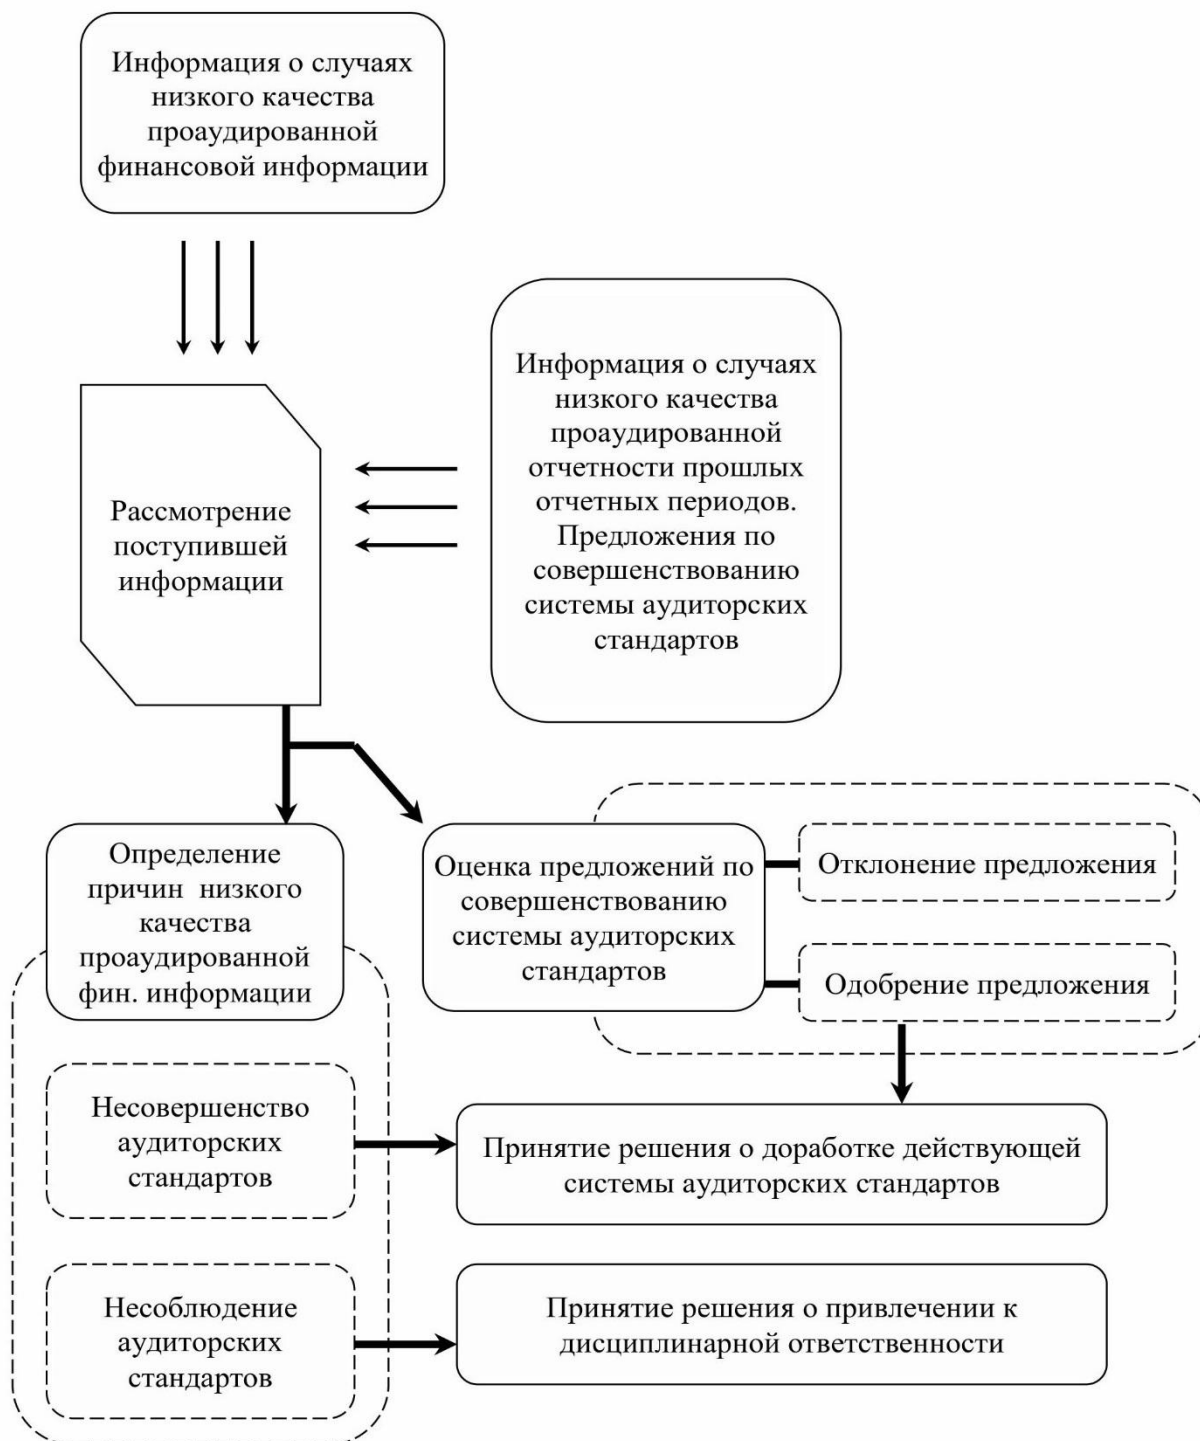 Информация о случаях
низкого качества
проаудированной
финансовой информации
Информация о случаях
низкого качества
проаудированной
отчетности прошлых
отчетных периодов.
Предложения по
совершенствованию
системы аудиторских
стандартов
Рассмотрение
поступившей
информации
Определение
причин низкого
качества
проаудированной
фин. информации
Оценка предложений по
совершенствованию
системы аудиторских
стандартов
Отклонение предложения
Одобрение предложения
Несовершенство
аудиторских
стандартов
Принятие решения о доработке действующей
системы аудиторских стандартов
Несоблюдение
аудиторских
стандартов
Принятие решения о привлечении к
дисциплинарной ответственности